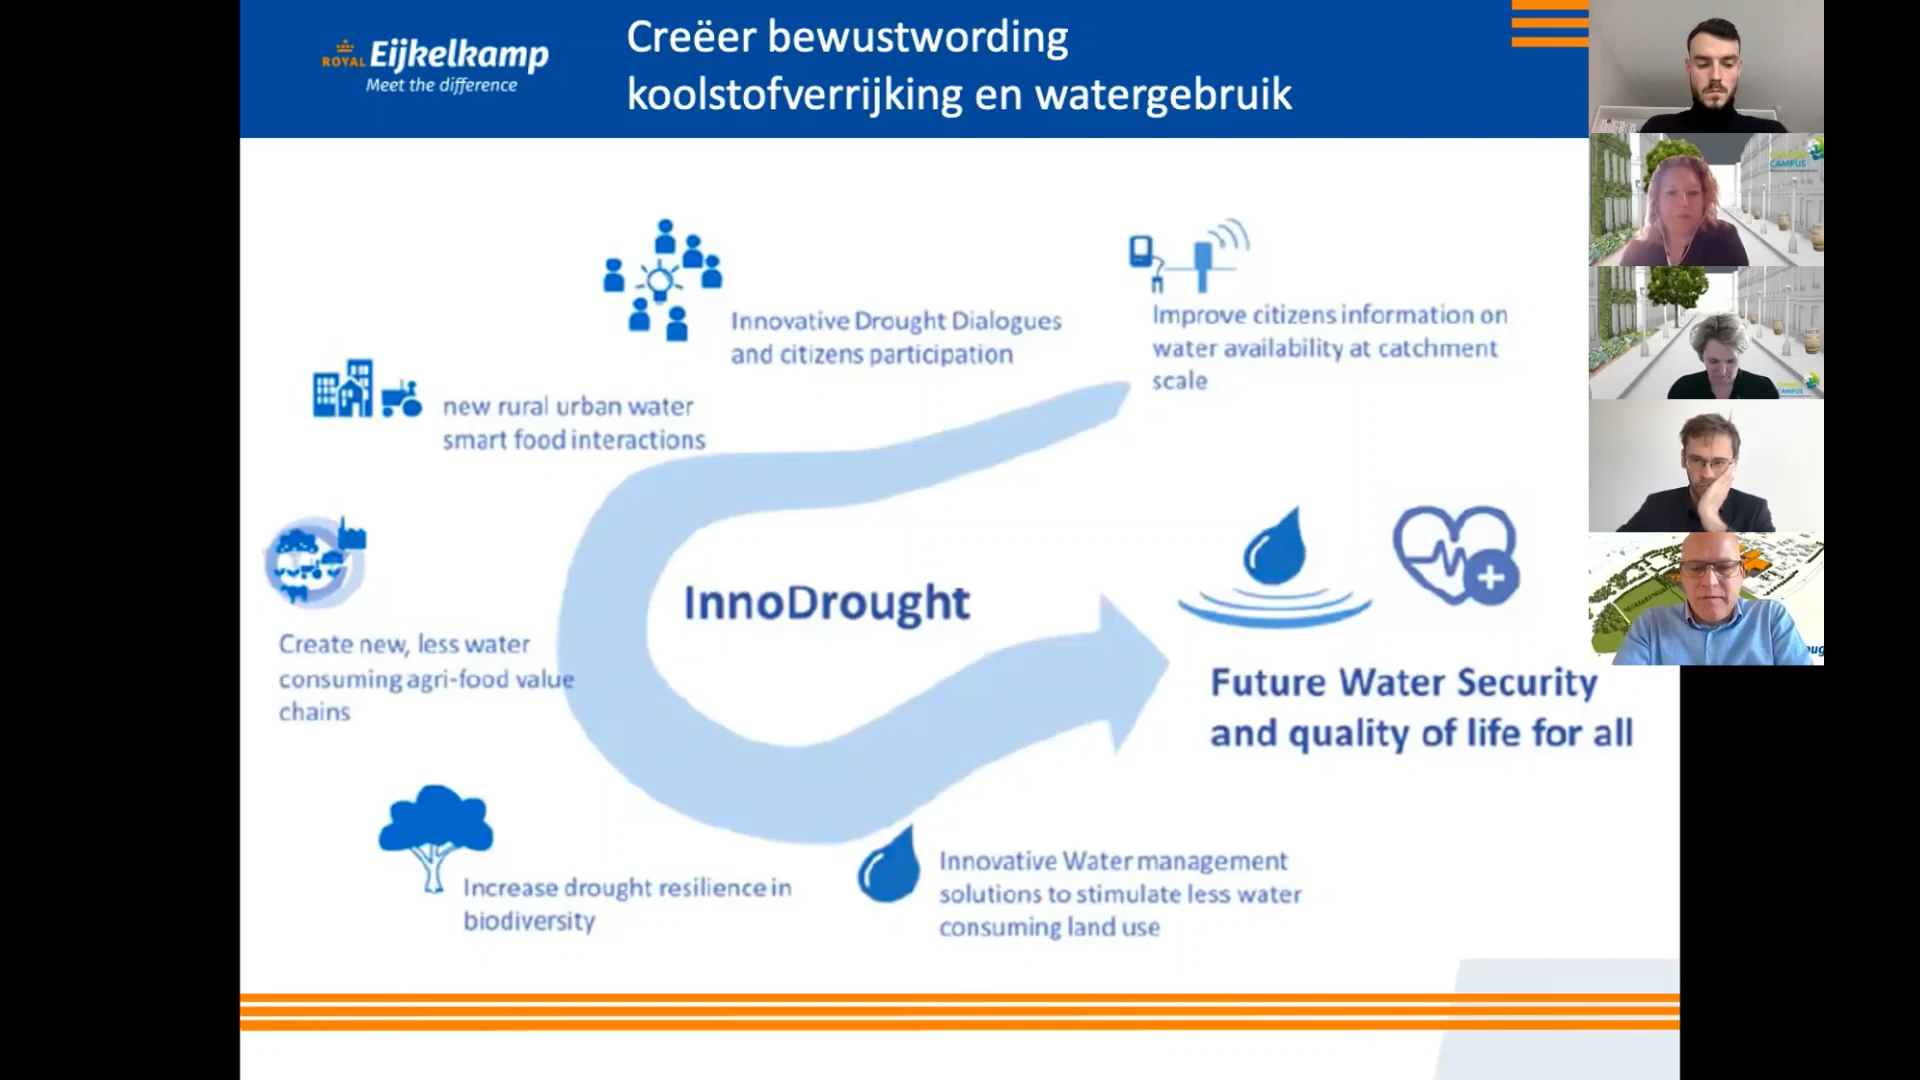 ROYAL Eijkelkamp
Meet the difference
Creëer bewustwording
koolstofverrijking en watergebruik
Innovative Drought Dialogues
and citizens participation
Improve citizens information on
water availability at catchment
scale
new rural urban water
smart food interactions
InnoDrought
Create new, less water
consuming agri-food value
chains
Future Water Security
and quality of life for all
Increase drought resilience in
biodiversity
Innovative Water management
solutions to stimulate less water
consuming land use
CAMPUS
CAMPUS